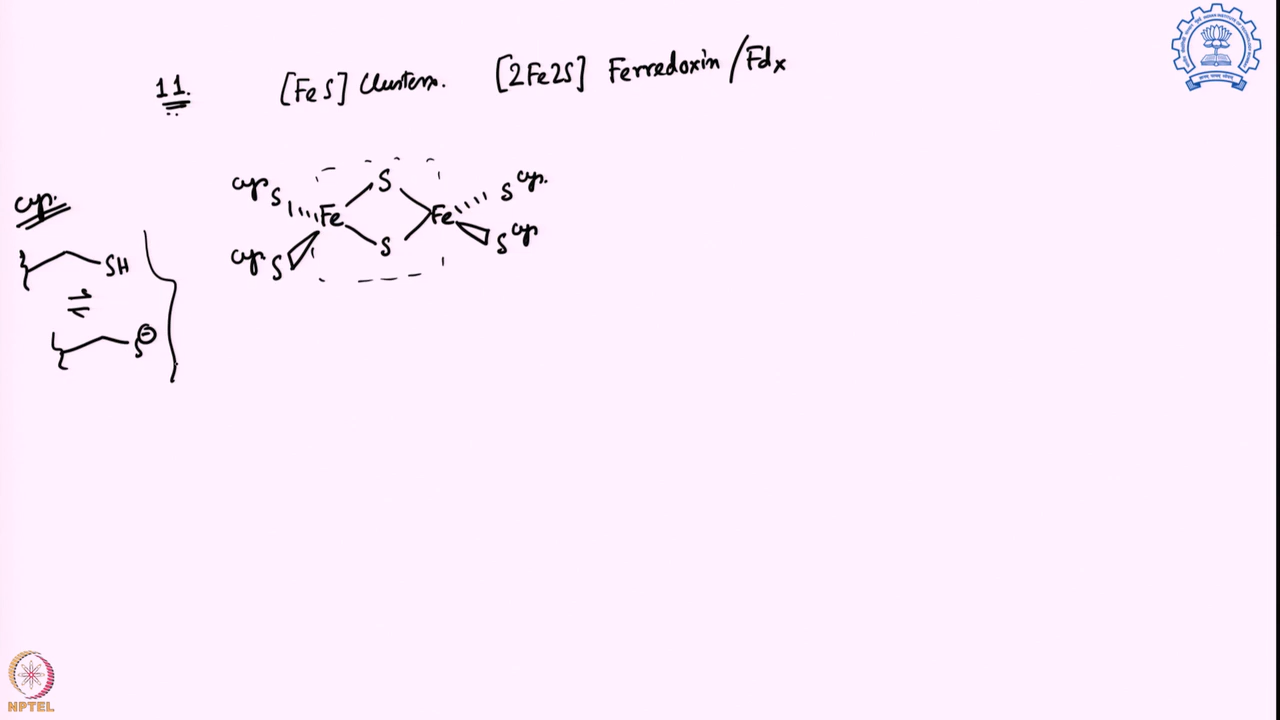 11. [FeS] Clusters. [2Fe2S] Ferredoxin / Fdx
cys S Fe S Fe S cys.
cys S S S cys
cys.
SH
⇌
S ⊖
NPTEL